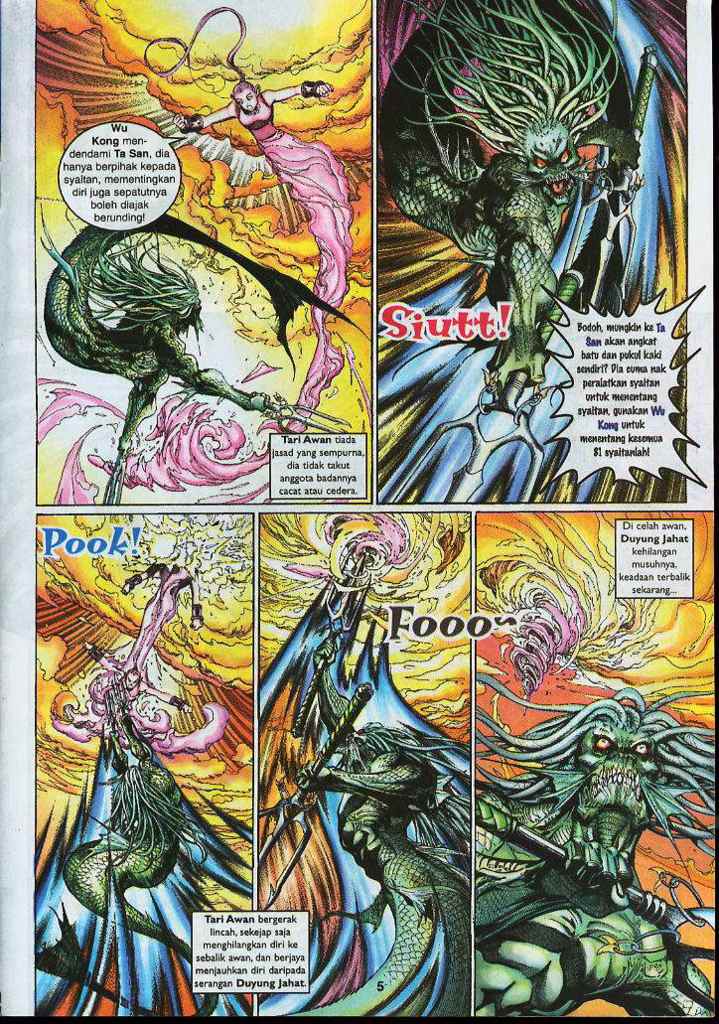 Wu
Kong men-
dendami Ta San, dia
hanya berpihak kepada
syaitan, mementingkan
diri juga sepatutnya
boleh diajak
berunding!
Tari Awan tiada
jasad yang sempurna,
dia tidak takut
anggota badannya
cacat atau cedera.
Siutt!
Bodoh, mungkin ke Ta
San akan angkat
batu dan pukul kaki
sendiri? Dia cuma nak
peralatkan syaitan
untuk menentang
syaitan, gunakan Wu
Kong untuk
menentang kesemua
81 syaitanlah!
Pook!
Tari Awan bergerak
lincah, sekejap saja
menghilangkan diri ke
sebalik awan, dan berjaya
menjauhkan diri daripada
serangan Duyung Jahat.
Fooo
Di celah awan,
Duyung Jahat
kehilangan
musuhnya,
keadaan terbalik
sekarang...
5